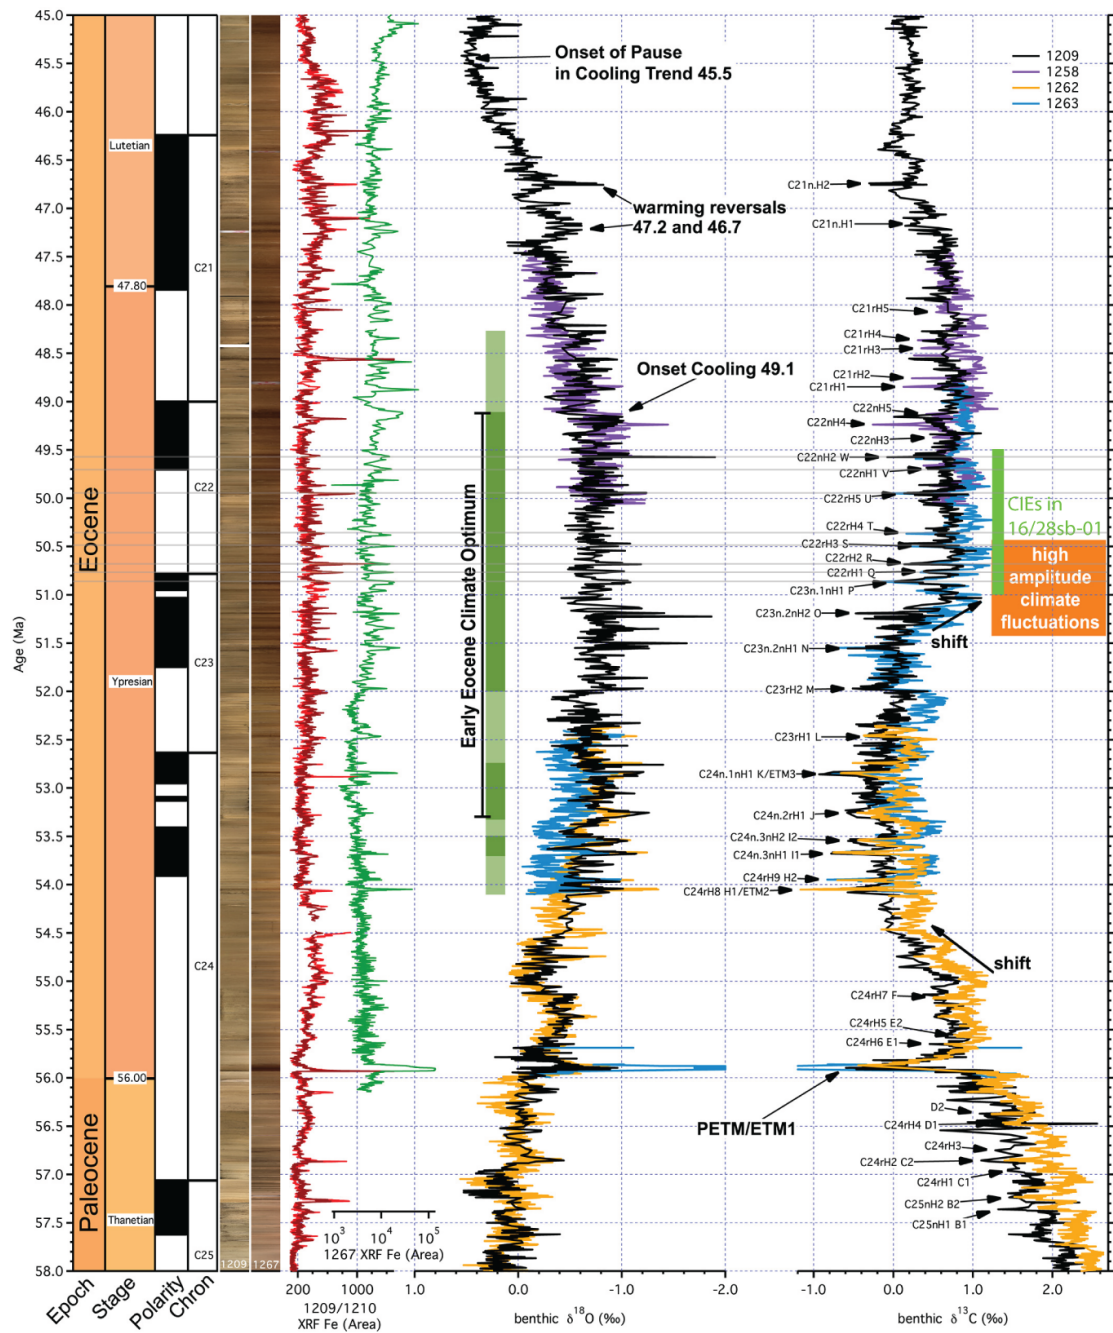 45.0
45.5
46.0
46.5
47.0
47.5
48.0
48.5
49.0
49.5
50.0
50.5
51.0
51.5
52.0
52.5
53.0
53.5
54.0
54.5
55.0
55.5
56.0
56.5
57.0
57.5
58.0
Age (Ma)
Eocene
Paleocene
Lutetian
47.80
Ypresian
56.00
Thanetian
C21
C22
C23
C24
C25
1209
1267
Epoch
Stage
Polarity
Chron
Onset of Pause
in Cooling Trend 45.5
warming reversals
47.2 and 46.7
Onset Cooling 49.1
Early Eocene Climate Optimum
PETM/ETM1
1209
1258
1262
1263
C21n.H2
C21n.H1
C21rH5
C21rH4
C21rH3
C21rH2
C21rH1
C22nH5
C22nH4
C22nH3
C22nH2 W
C22nH1 V
C22rH5 U
C22rH4 T
C22rH3 S
C22rH2 R
C22rH1 Q
C23n.1nH1 P
C23n.2nH2 O
C23n.2nH1 N
C23rH2 M
C23rH1 L
C24n.1nH1 K/ETM3
C24n.2rH1 J
C24n.3nH2 I2
C24n.3nH1 I1
C24rH9 H2
C24rH8 H1/ETM2
C24rH7 F
C24rH5 E2
C24rH6 E1
D2
C24rH4 D1
C24rH3
C24rH2 C2
C24rH1 C1
C25nH2 B2
C25nH1 B1
CIEs in
16/28sb-01
high
amplitude
climate
fluctuations
shift
shift
10³ 10⁴ 10⁵
1267 XRF Fe (Area)
200 1000 1.0 0.0 -1.0 -2.0 -1.0 0.0 1.0 2.0
1209/1210
XRF Fe (Area)
benthic δ¹⁸O (‰)
benthic δ¹³C (‰)